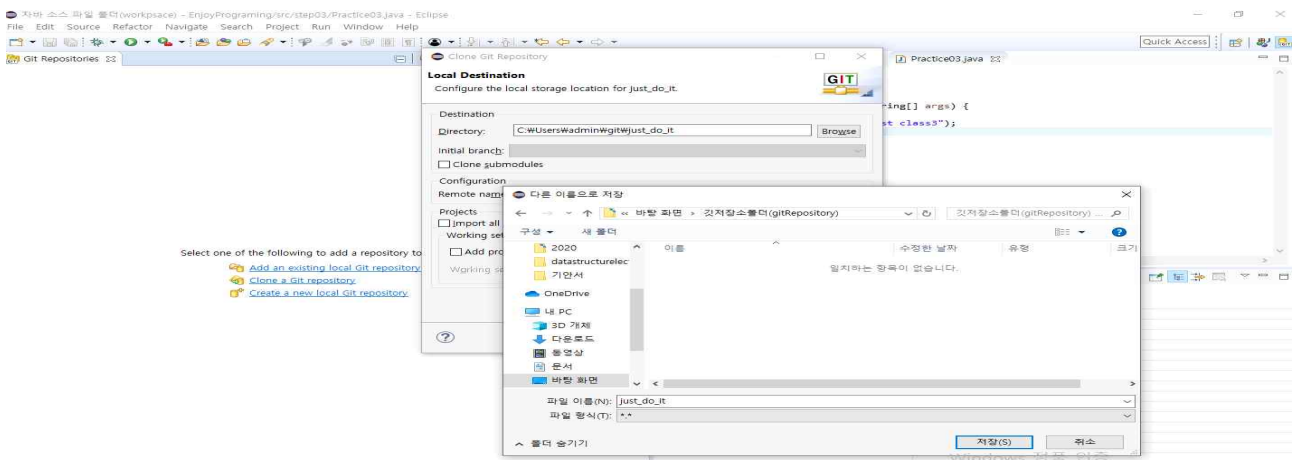 자바 소스 파일 폴더(workpsace) - EnjoyPrograming/src/step03/Practice03.java - Eclipse
File Edit Source Refactor Navigate Search Project Run Window Help
Quick Access
Git Repositories
Clone Git Repository
Practice03.java
Local Destination
GIT
Configure the local storage location for just_do_it.
ring[] args) {
st class3");
Destination
Directory: C:₩Users₩admin₩git₩just_do_it Browse
Initial branch:
Clone submodules
Configuration
Remote name
다른 이름으로 저장
Projects
« 바탕 화면 > 깃저장소폴더(gitRepository)
깃저장소폴더(gitRepository) ...
Import all
Working set
구성 새 폴더
Add pro
Working se
2020
이름 수정한 날짜 유형 크기
datastructurelec
일치하는 항목이 없습니다.
기안서
OneDrive
내 PC
3D 개체
다운로드
동영상
문서
바탕 화면
Select one of the following to add a repository to
Add an existing local Git repository
Clone a Git repository
Create a new local Git repository
파일 이름(N): just_do_it
파일 형식(T): *.*
폴더 숨기기
저장(S) 취소
Windows 정품 인증